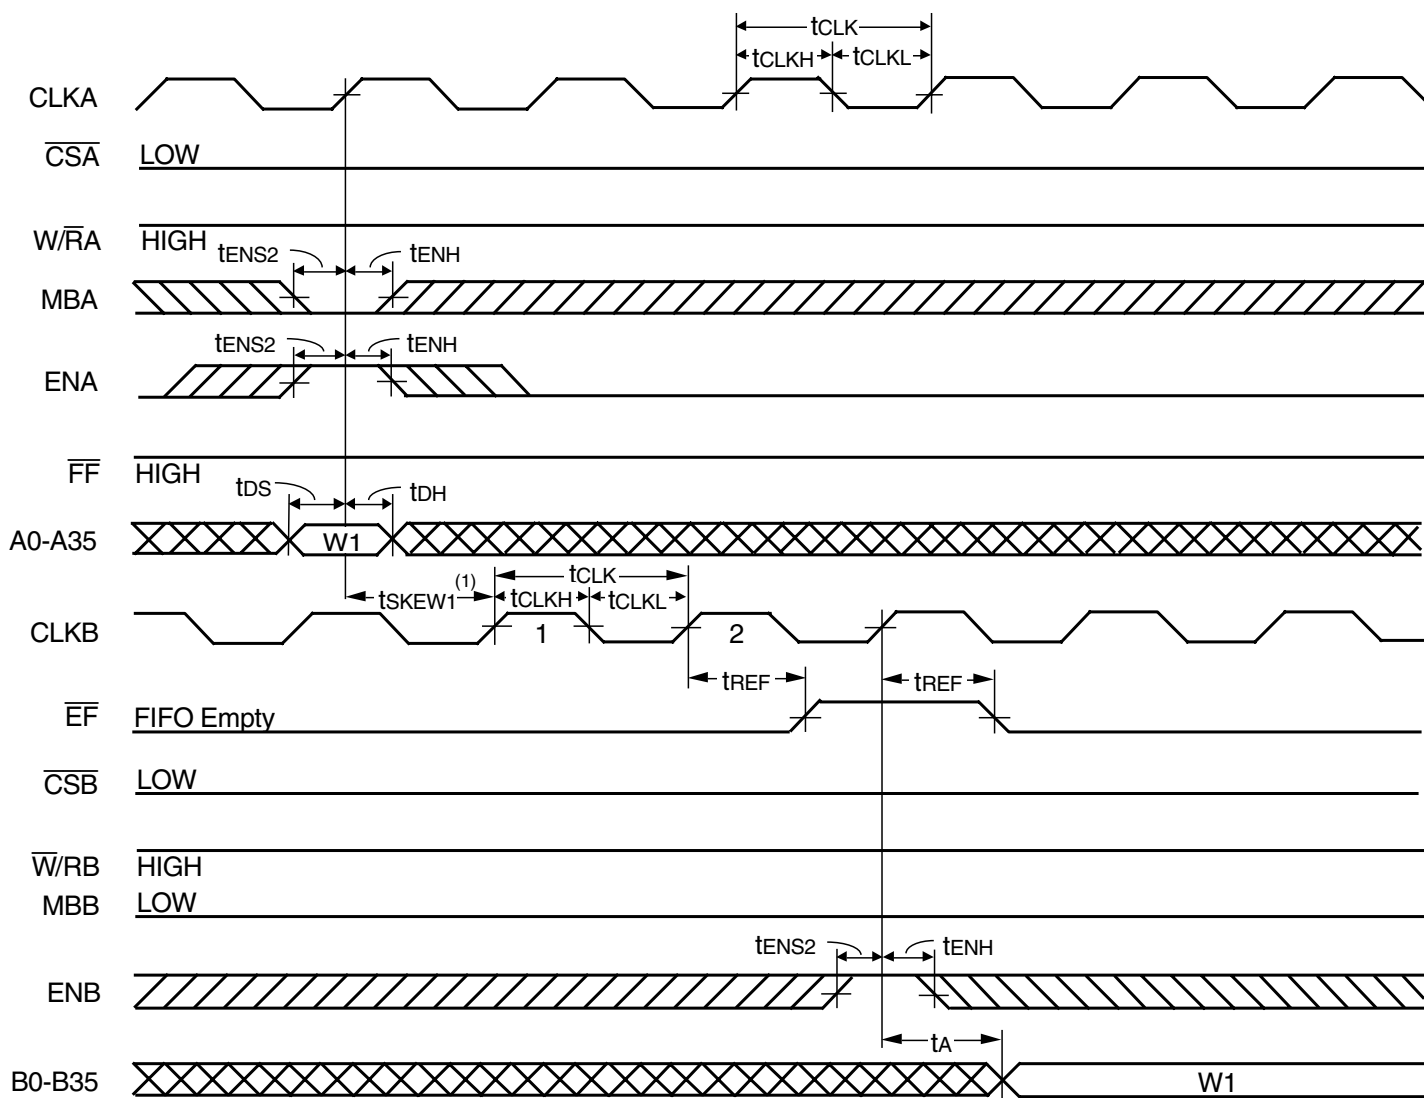 tCLK
tCLKH tCLKL
CLKA
CSA LOW
W/RA HIGH
tENS2 tENH
MBA
tENS2 tENH
ENA
FF HIGH
tDS tDH
A0-A35 W1
tSKEW1(1) tCLK
tCLKH tCLKL
CLKB 1 2
tREF tREF
EF FIFO Empty
CSB LOW
W/RB HIGH
MBB LOW
tENS2 tENH
ENB
tA
B0-B35 W1